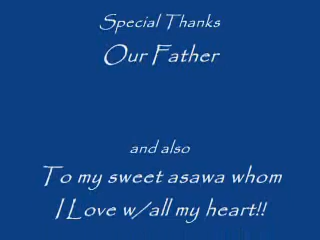 Special Thanks
Our Father
and also
To my sweet asawa whom
I Love w/all my heart!!